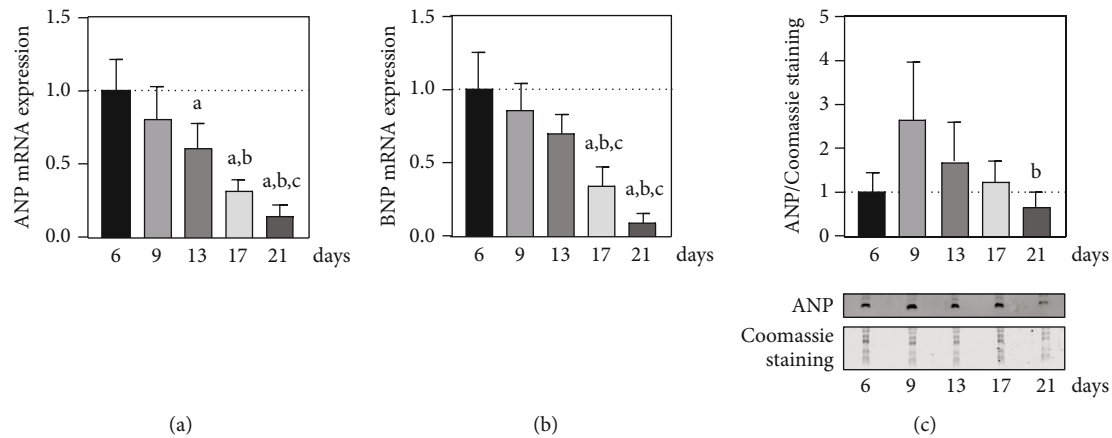 ANP mRNA expression
1.5
1.0
0.5
0.0
a
a,b
a,b,c
6 9 13 17 21 days
(a)
BNP mRNA expression
1.5
1.0
0.5
0.0
a,b,c
a,b,c
6 9 13 17 21 days
(b)
ANP/Coomassie staining
5
4
3
2
1
0
b
6 9 13 17 21 days
ANP
Coomassie
staining
6 9 13 17 21 days
(c)